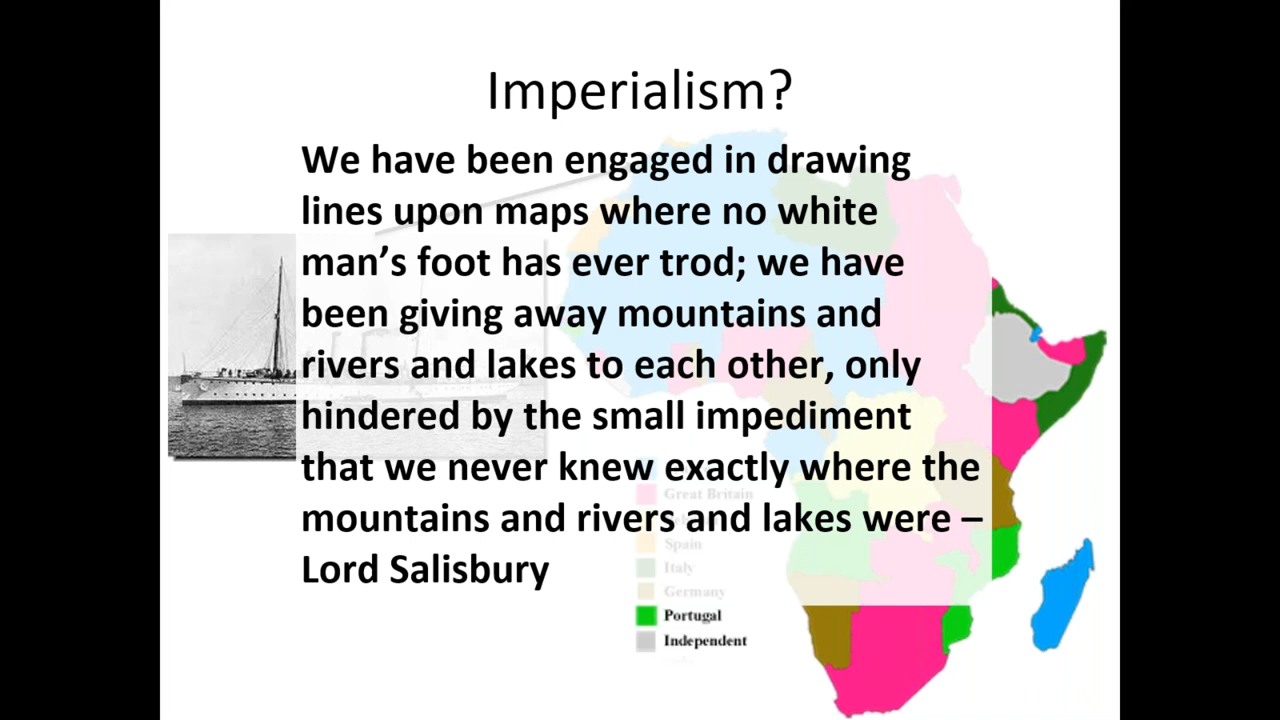 Imperialism?
We have been engaged in drawing
lines upon maps where no white
man’s foot has ever trod; we have
been giving away mountains and
rivers and lakes to each other, only
hindered by the small impediment
that we never knew exactly where the
mountains and rivers and lakes were –
Lord Salisbury
Great Britain
Spain
Italy
Germany
Portugal
Independent